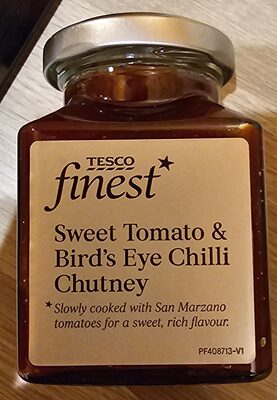 TESCO
finest*
Sweet Tomato &
Bird's Eye Chilli
Chutney
*Slowly cooked with San Marzano
tomatoes for a sweet, rich flavour.
PF408713-V1